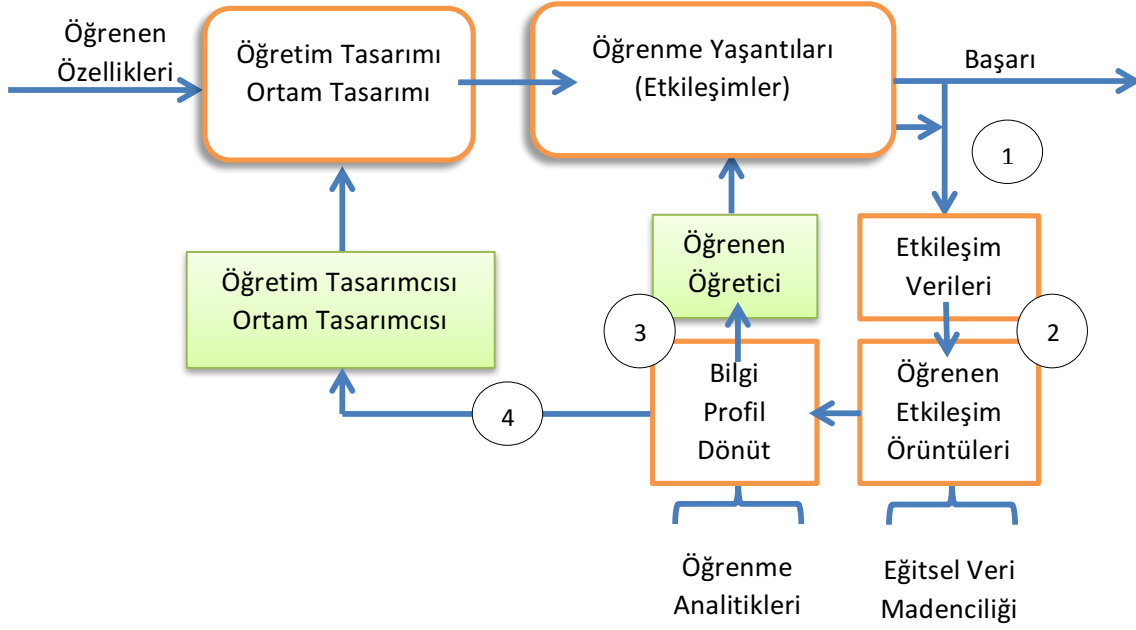 Öğrenen
Özellikleri
Öğretim Tasarımı
Ortam Tasarımı
Öğrenme Yaşantıları
(Etkileşimler)
Başarı
1
Öğretim Tasarımcısı
Ortam Tasarımcısı
Öğrenen
Öğretici
Etkileşim
Verileri
3
2
4
Bilgi
Profil
Dönüt
Öğrenen
Etkileşim
Örüntüleri
Öğrenme
Analitikleri
Eğitsel Veri
Madenciliği